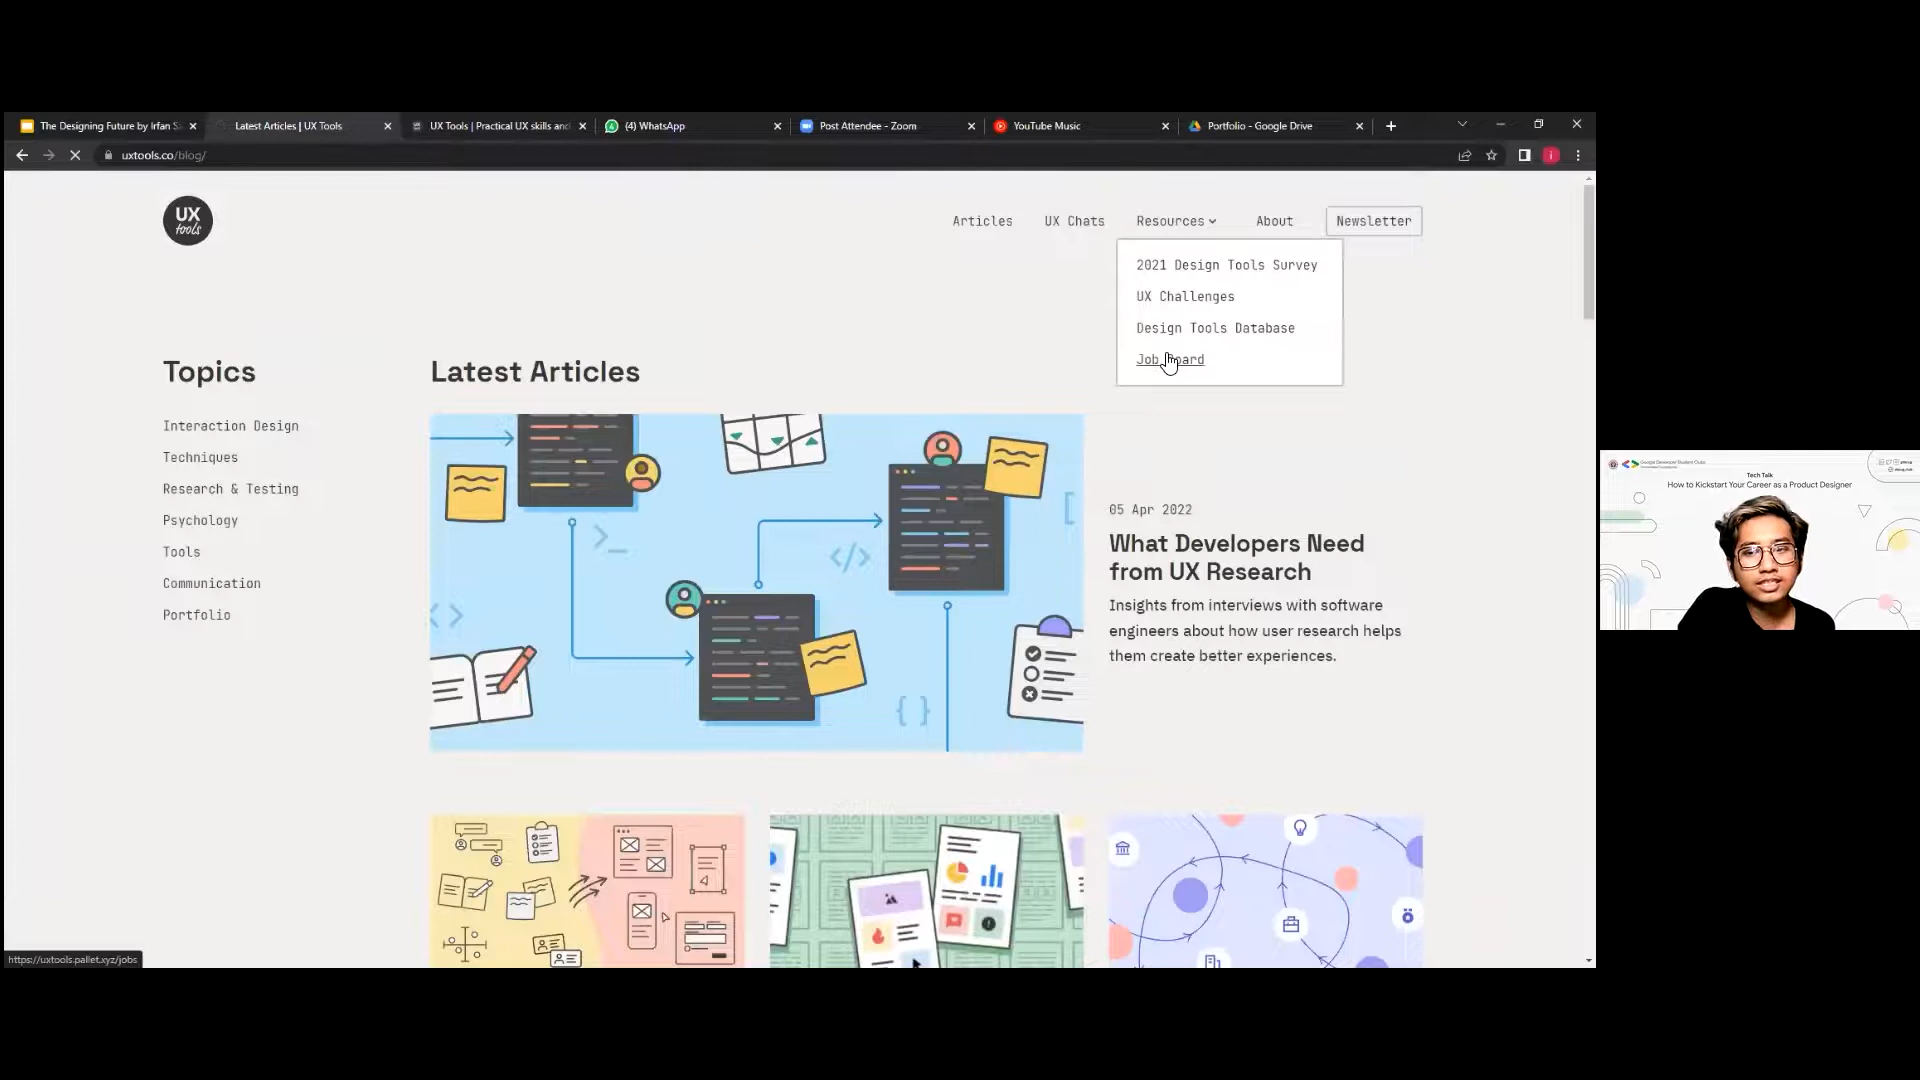 The Designing Future by Irfan S
Latest Articles | UX Tools
UX Tools | Practical UX skills and
(4) WhatsApp
Post Attendee - Zoom
YouTube Music
Portfolio - Google Drive
uxtools.co/blog/
UX
tools
Articles
UX Chats
Resources
About
Newsletter
2021 Design Tools Survey
UX Challenges
Design Tools Database
Job Board
Topics
Interaction Design
Techniques
Research & Testing
Psychology
Tools
Communication
Portfolio
Latest Articles
05 Apr 2022
What Developers Need
from UX Research
Insights from interviews with software
engineers about how user research helps
them create better experiences.
https://uxtools.pallet.xyz/jobs
Google Developer Student Clubs
Tech Talk
How to Kickstart Your Career as a Product Designer